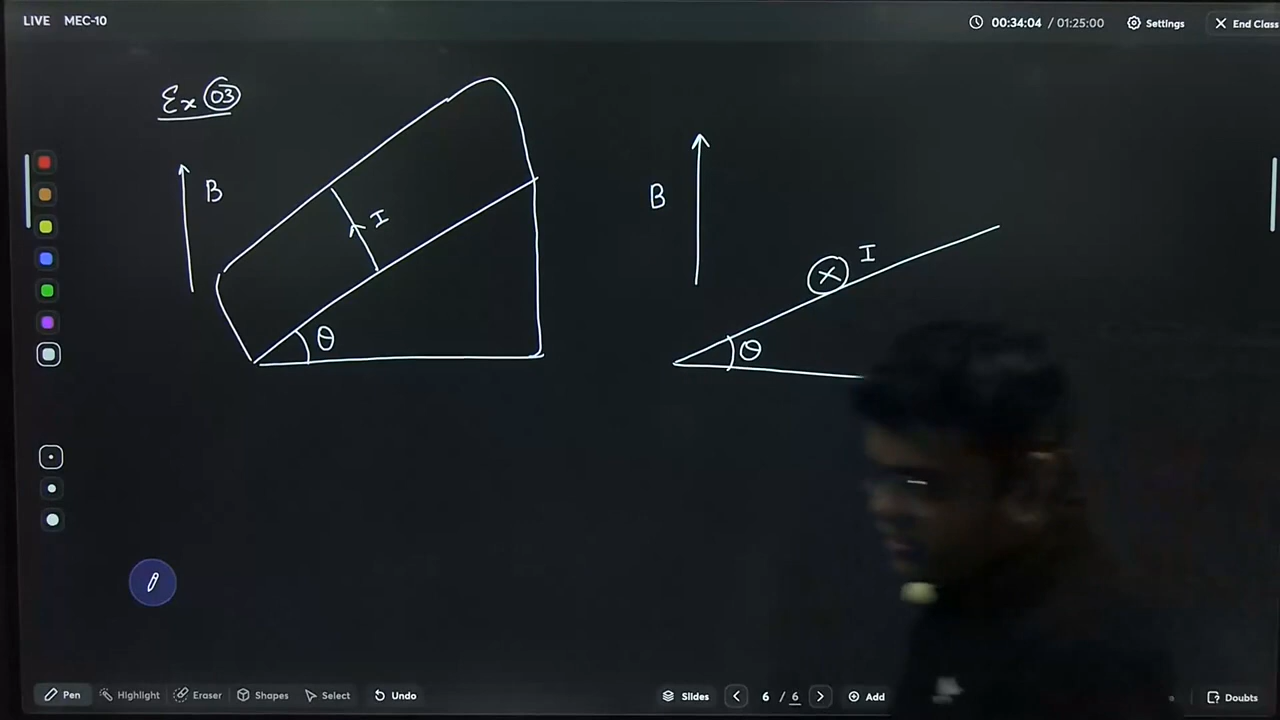 LIVE MEC-10
00:34:04 / 01:25:00 Settings End Class
Ex 03
B
I
θ
B
I
θ
Pen Highlight Eraser Shapes Select Undo Slides 6 / 6 Add Doubts